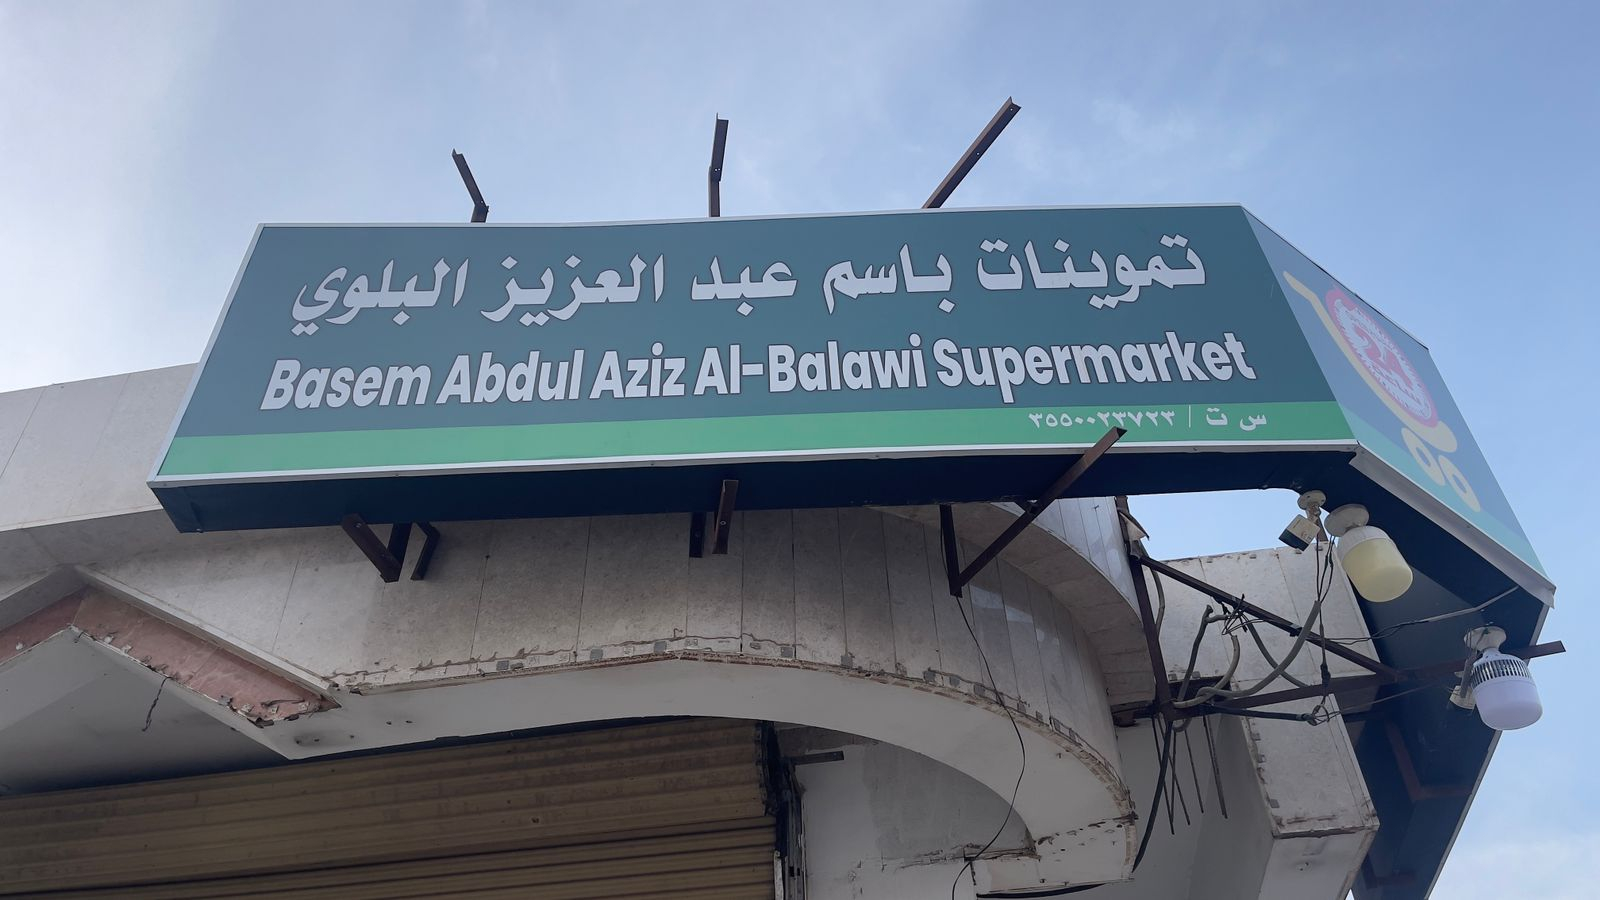 تموينات باسم عبد العزيز البلوي
Basem Abdul Aziz Al-Balawi Supermarket
س ت | ٣٥٥٠٠٢٣٧٢٣